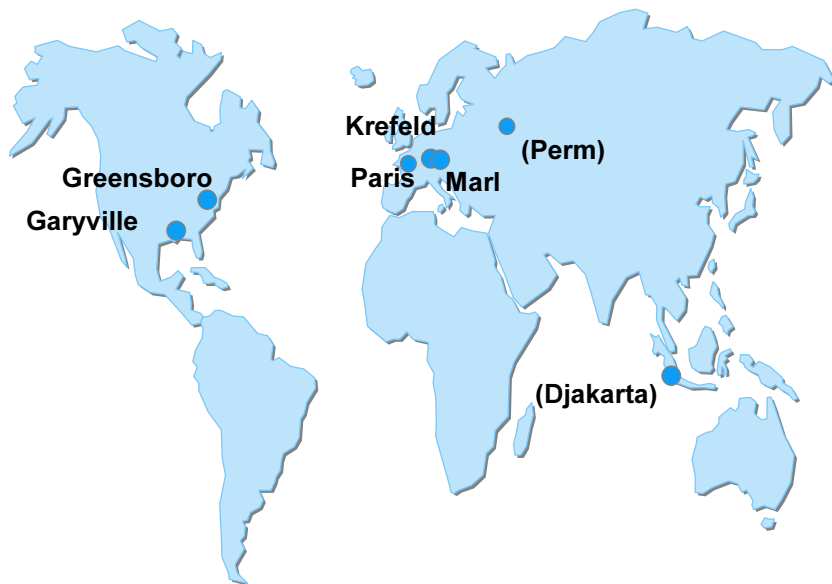 Krefeld
(Perm)
Greensboro
Paris
Marl
Garyville
(Djakarta)